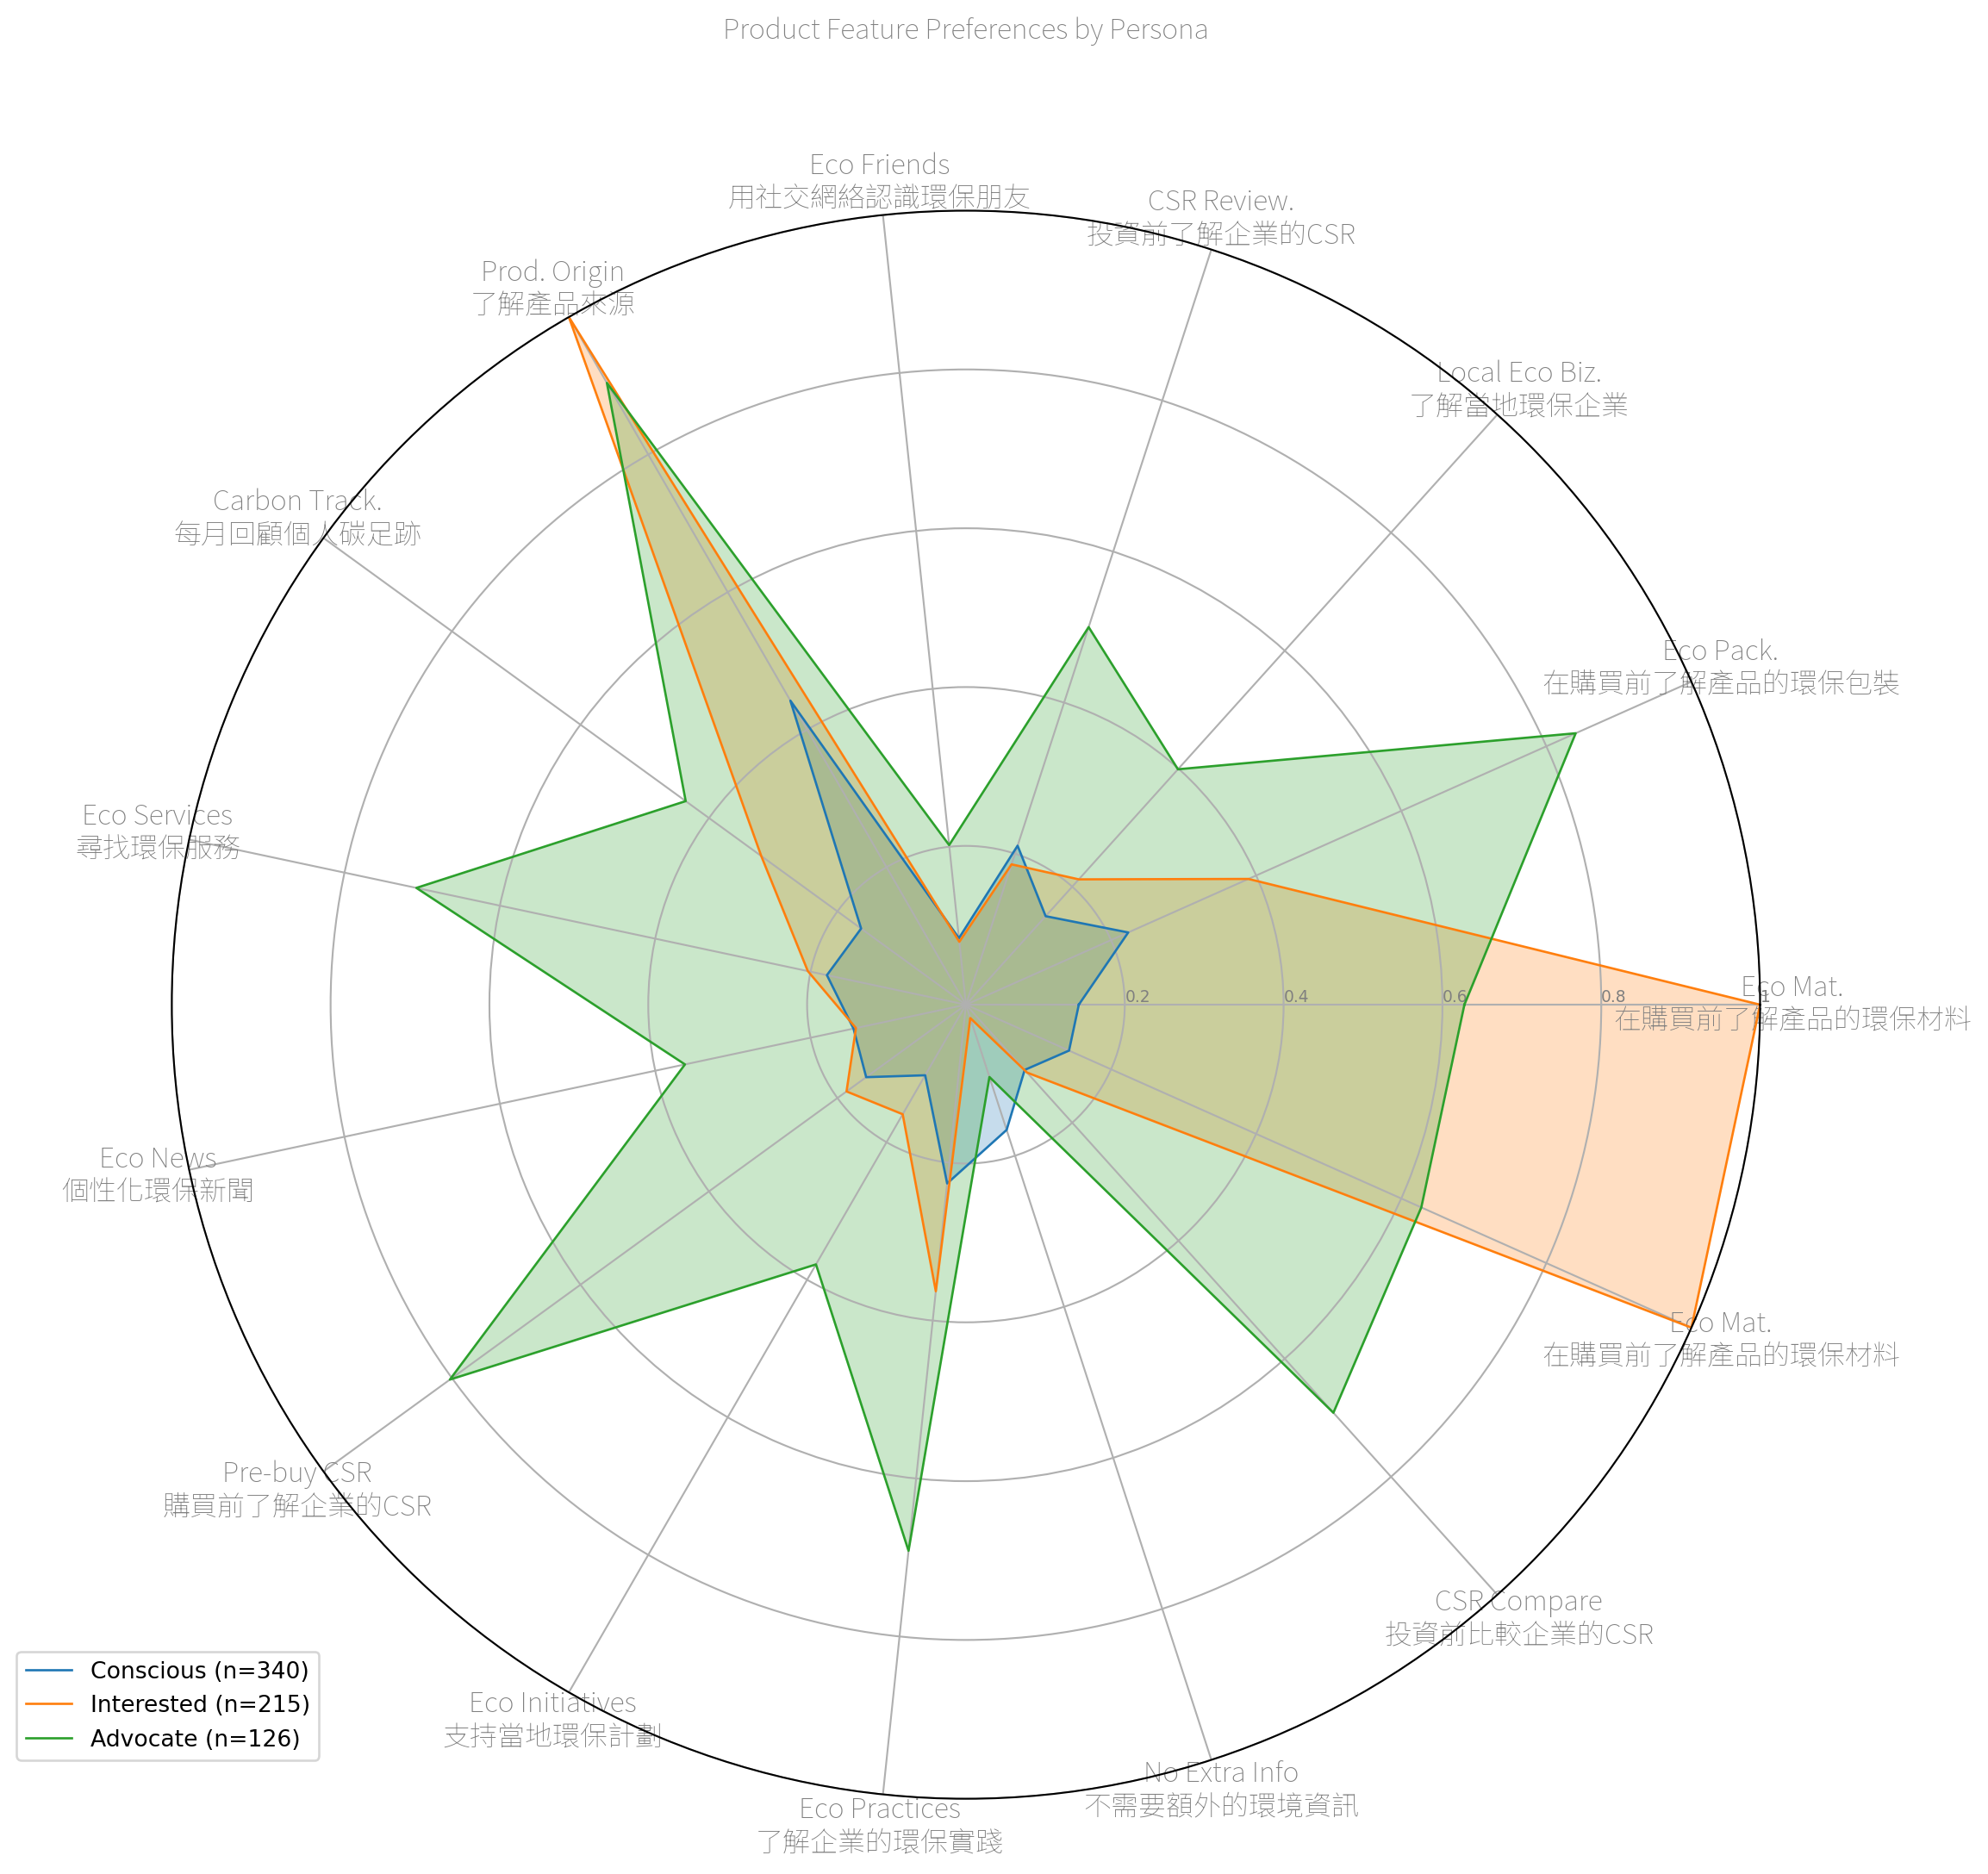 Product Feature Preferences by Persona
Eco Friends
用社交網絡認識環保朋友
CSR Review.
投資前了解企業的CSR
Prod. Origin
了解產品來源
Local Eco Biz.
了解當地環保企業
Carbon Track.
每月回顧個人碳足跡
Eco Pack.
在購買前了解產品的環保包裝
Eco Services
尋找環保服務
0.2
0.4
0.6
0.8
1
Eco Mat.
在購買前了解產品的環保材料
Eco News
個性化環保新聞
Eco Mat.
在購買前了解產品的環保材料
Pre-buy CSR
購買前了解企業的CSR
CSR Compare
投資前比較企業的CSR
Eco Initiatives
支持當地環保計劃
No Extra Info
不需要額外的環境資訊
Eco Practices
了解企業的環保實踐
Conscious (n=340)
Interested (n=215)
Advocate (n=126)